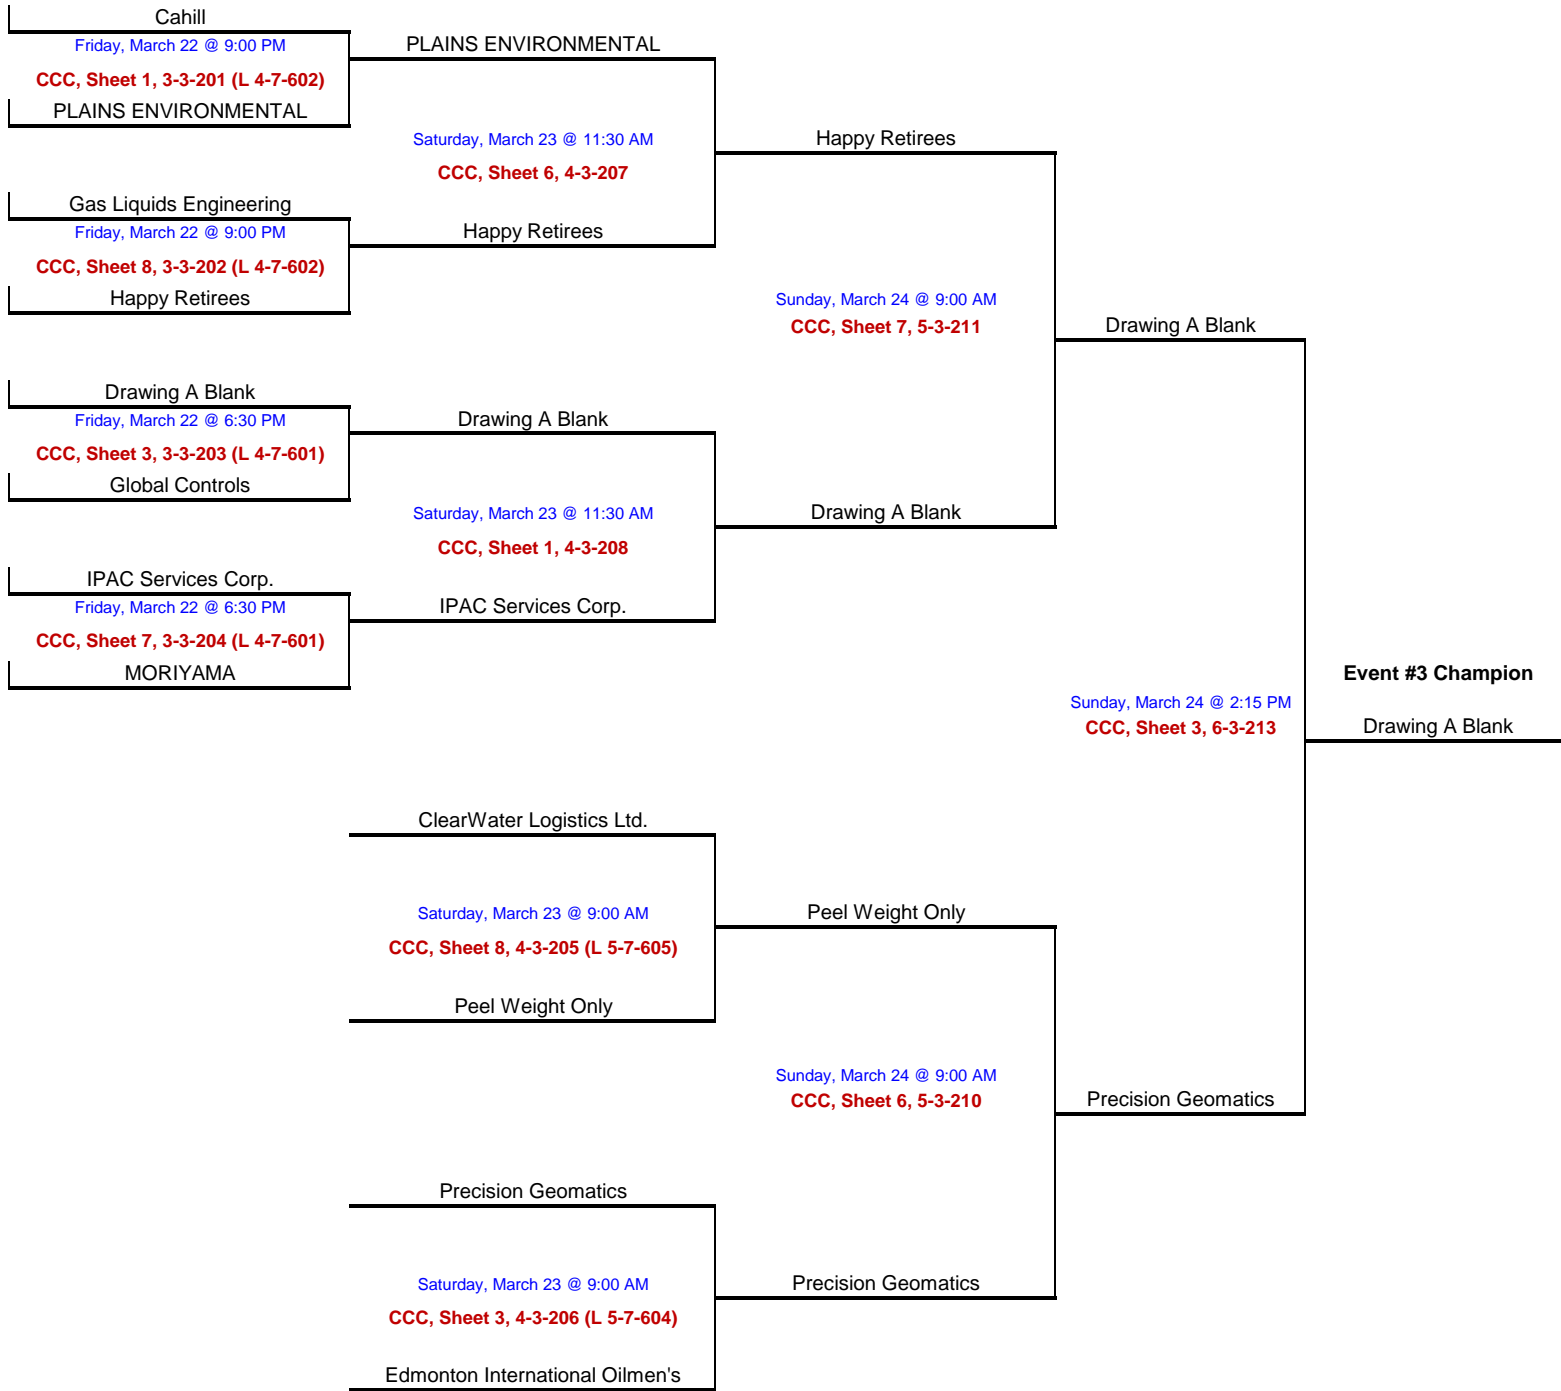 Cahill
Friday, March 22 @ 9:00 PM
CCC, Sheet 1, 3-3-201 (L 4-7-602)
PLAINS ENVIRONMENTAL
PLAINS ENVIRONMENTAL
Saturday, March 23 @ 11:30 AM
CCC, Sheet 6, 4-3-207
Happy Retirees
Gas Liquids Engineering
Friday, March 22 @ 9:00 PM
CCC, Sheet 8, 3-3-202 (L 4-7-602)
Happy Retirees
Happy Retirees
Sunday, March 24 @ 9:00 AM
CCC, Sheet 7, 5-3-211
Drawing A Blank
Drawing A Blank
Friday, March 22 @ 6:30 PM
CCC, Sheet 3, 3-3-203 (L 4-7-601)
Global Controls
Drawing A Blank
Saturday, March 23 @ 11:30 AM
CCC, Sheet 1, 4-3-208
Drawing A Blank
IPAC Services Corp.
Friday, March 22 @ 6:30 PM
CCC, Sheet 7, 3-3-204 (L 4-7-601)
MORIYAMA
IPAC Services Corp.
Event #3 Champion
Sunday, March 24 @ 2:15 PM
CCC, Sheet 3, 6-3-213
Drawing A Blank
ClearWater Logistics Ltd.
Saturday, March 23 @ 9:00 AM
CCC, Sheet 8, 4-3-205 (L 5-7-605)
Peel Weight Only
Peel Weight Only
Sunday, March 24 @ 9:00 AM
CCC, Sheet 6, 5-3-210
Precision Geomatics
Precision Geomatics
Saturday, March 23 @ 9:00 AM
CCC, Sheet 3, 4-3-206 (L 5-7-604)
Precision Geomatics
Edmonton International Oilmen's